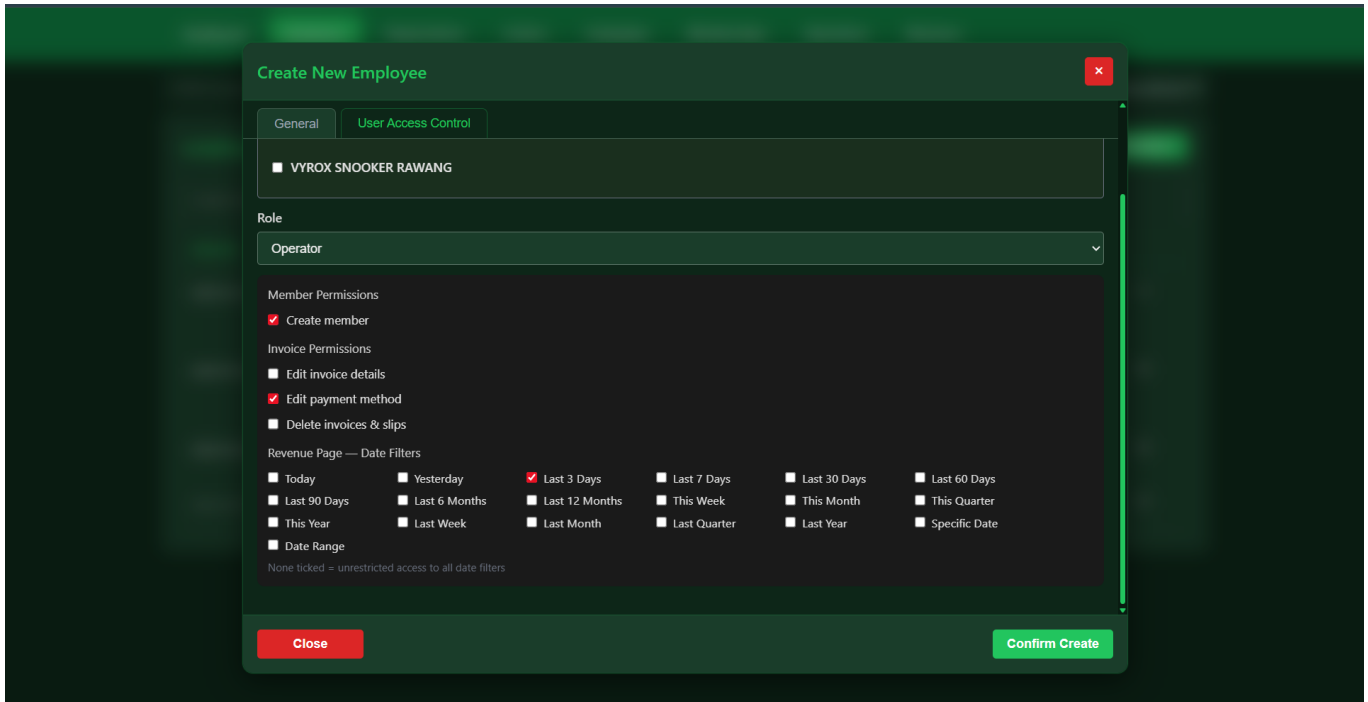 Create New Employee
×
General
User Access Control
VYROX SNOOKER RAWANG
Role
Operator
Member Permissions
Create member
Invoice Permissions
Edit invoice details
Edit payment method
Delete invoices & slips
Revenue Page — Date Filters
Today Yesterday Last 3 Days Last 7 Days Last 30 Days Last 60 Days
Last 90 Days Last 6 Months Last 12 Months This Week This Month This Quarter
This Year Last Week Last Month Last Quarter Last Year Specific Date
Date Range
None ticked = unrestricted access to all date filters
Close
Confirm Create